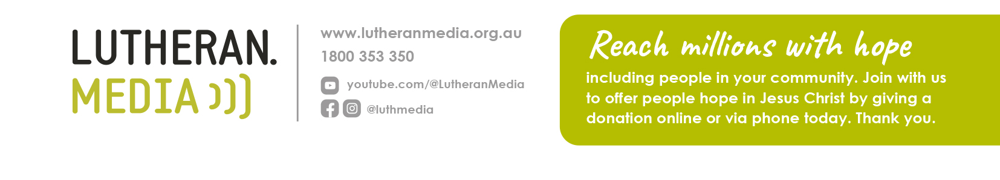 LUTHERAN.
MEDIA
www.lutheranmedia.org.au
1800 353 350
youtube.com/@LutheranMedia
@luthmedia
Reach millions with hope
including people in your community. Join with us
to offer people hope in Jesus Christ by giving a
donation online or via phone today. Thank you.